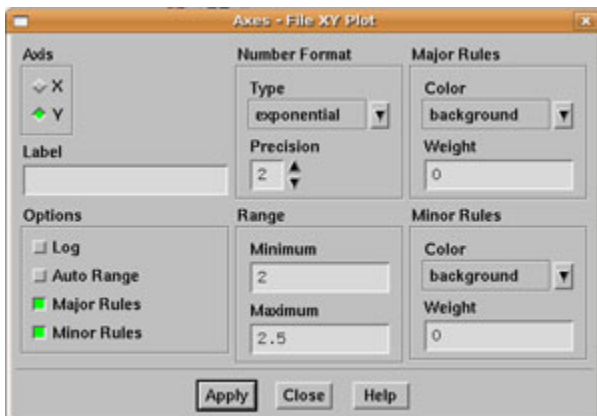 Axes - File XY Plot
Axis
X
Y
Label
Number Format
Type
exponential
Precision
2
Major Rules
Color
background
Weight
0
Options
Log
Auto Range
Major Rules
Minor Rules
Range
Minimum
2
Maximum
2.5
Minor Rules
Color
background
Weight
0
Apply Close Help